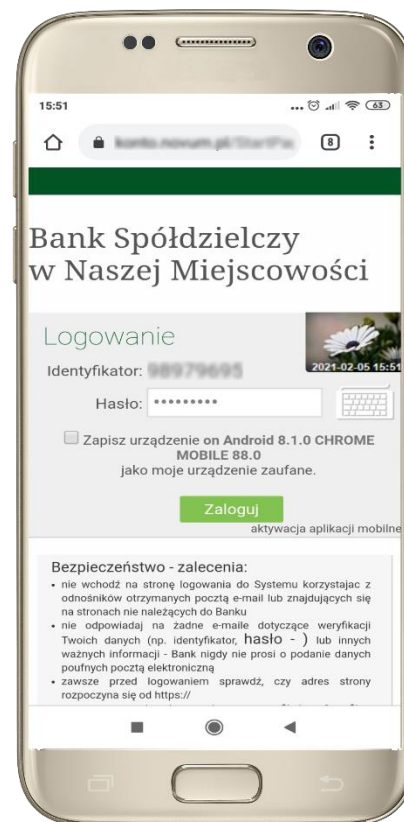 15:51
... 63
8
Bank Spółdzielczy
w Naszej Miejscowości
Logowanie
2021-02-05 15:51
Identyfikator:
Hasło: •••••••••
Zapisz urządzenie on Android 8.1.0 CHROME
MOBILE 88.0
jako moje urządzenie zaufane.
Zaloguj
aktywacja aplikacji mobilne
Bezpieczeństwo - zalecenia:
• nie wchodź na stronę logowania do Systemu korzystajac z
odnośników otrzymanych pocztą e-mail lub znajdujących się
na stronach nie należących do Banku
• nie odpowiadaj na żadne e-maile dotyczące weryfikacji
Twoich danych (np. identyfikator, hasło - ) lub innych
ważnych informacji - Bank nigdy nie prosi o podanie danych
poufnych pocztą elektroniczną
• zawsze przed logowaniem sprawdź, czy adres strony
rozpoczyna się od https://